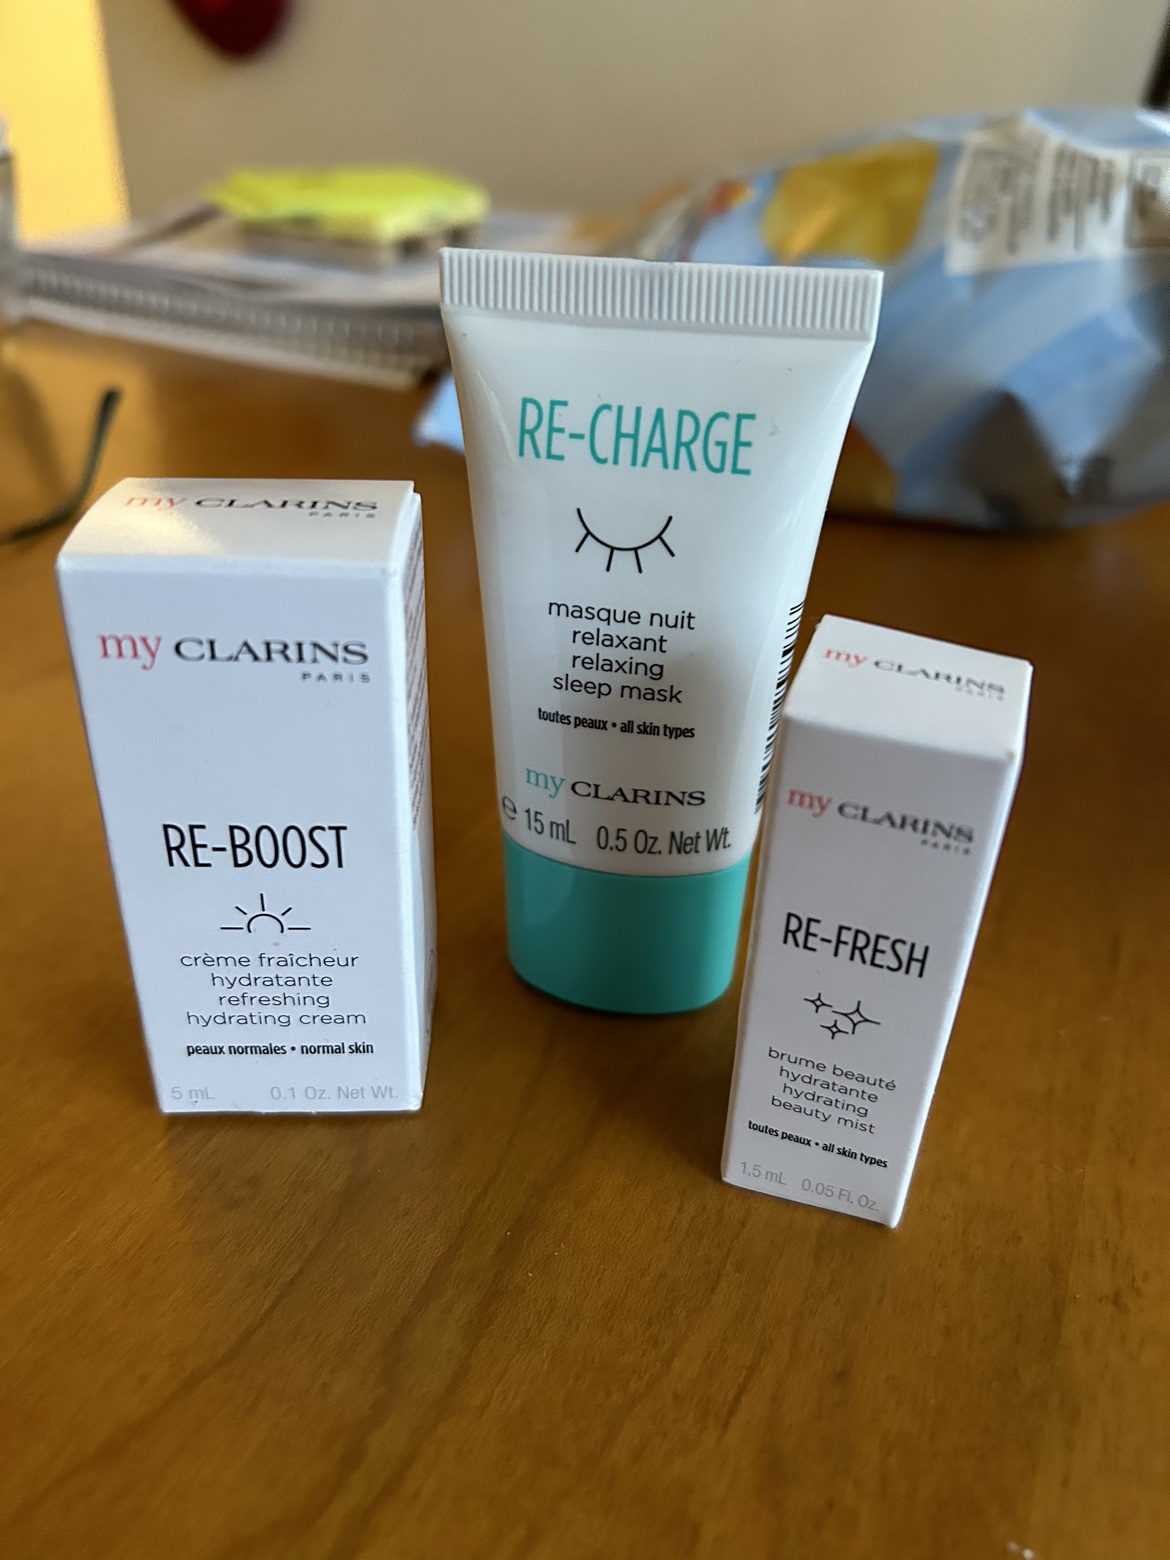 my CLARINS
PARIS
my CLARINS
PARIS
RE-BOOST
crème fraîcheur
hydratante
refreshing
hydrating cream
peaux normales • normal skin
5 mL 0.1 Oz. Net Wt.
RE-CHARGE
masque nuit
relaxant
relaxing
sleep mask
toutes peaux • all skin types
my CLARINS
e 15 mL 0.5 Oz. Net Wt.
my CLARINS
PARIS
my CLARINS
PARIS
RE-FRESH
brume beauté
hydratante
hydrating
beauty mist
toutes peaux • all skin types
1,5 mL 0.05 Fl. Oz.